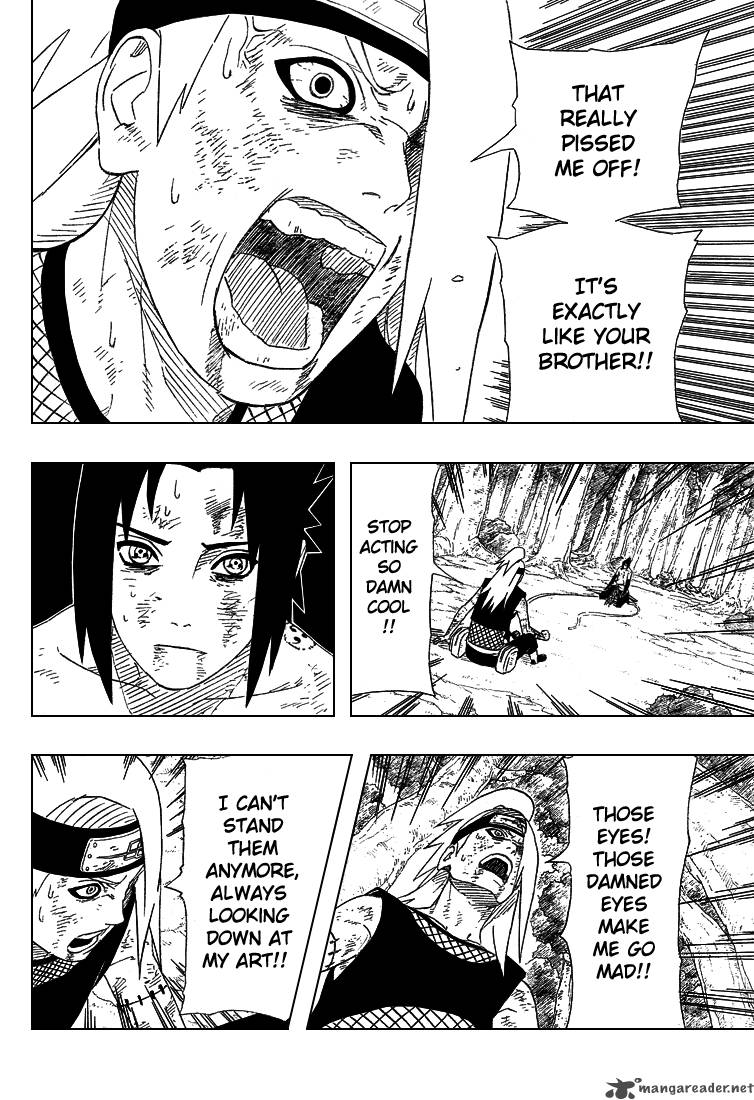 THAT
REALLY
PISSED
ME OFF!
IT'S
EXACTLY
LIKE YOUR
BROTHER!!
STOP
ACTING
SO
DAMN
COOL
!!
THOSE
EYES!
THOSE
DAMNED
EYES
MAKE
ME GO
MAD!!
I CAN'T
STAND
THEM
ANYMORE,
ALWAYS
LOOKING
DOWN AT
MY ART!!
mangareader.net